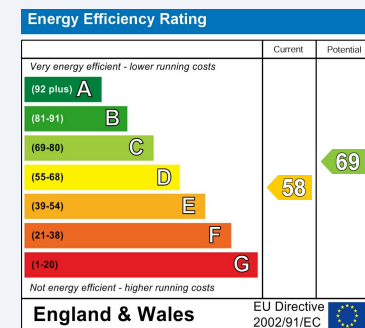 Energy Efficiency Rating
Current Potential
Very energy efficient - lower running costs
(92 plus) A
(81-91) B
(69-80) C
69
(55-68) D
58
(39-54) E
(21-38) F
(1-20) G
Not energy efficient - higher running costs
England & Wales
EU Directive
2002/91/EC